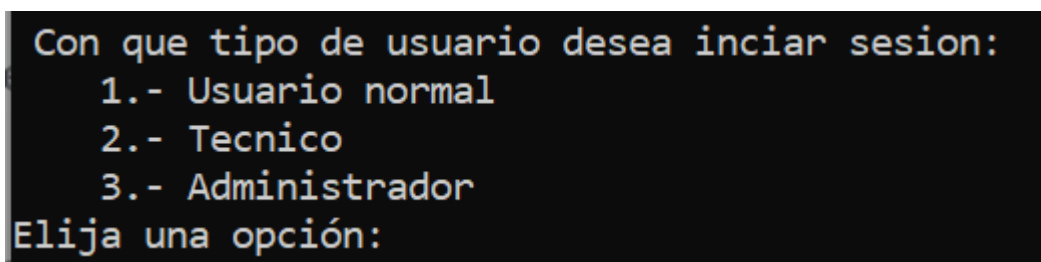 Con que tipo de usuario desea inciar sesion:
1.- Usuario normal
2.- Tecnico
3.- Administrador
Elija una opción: